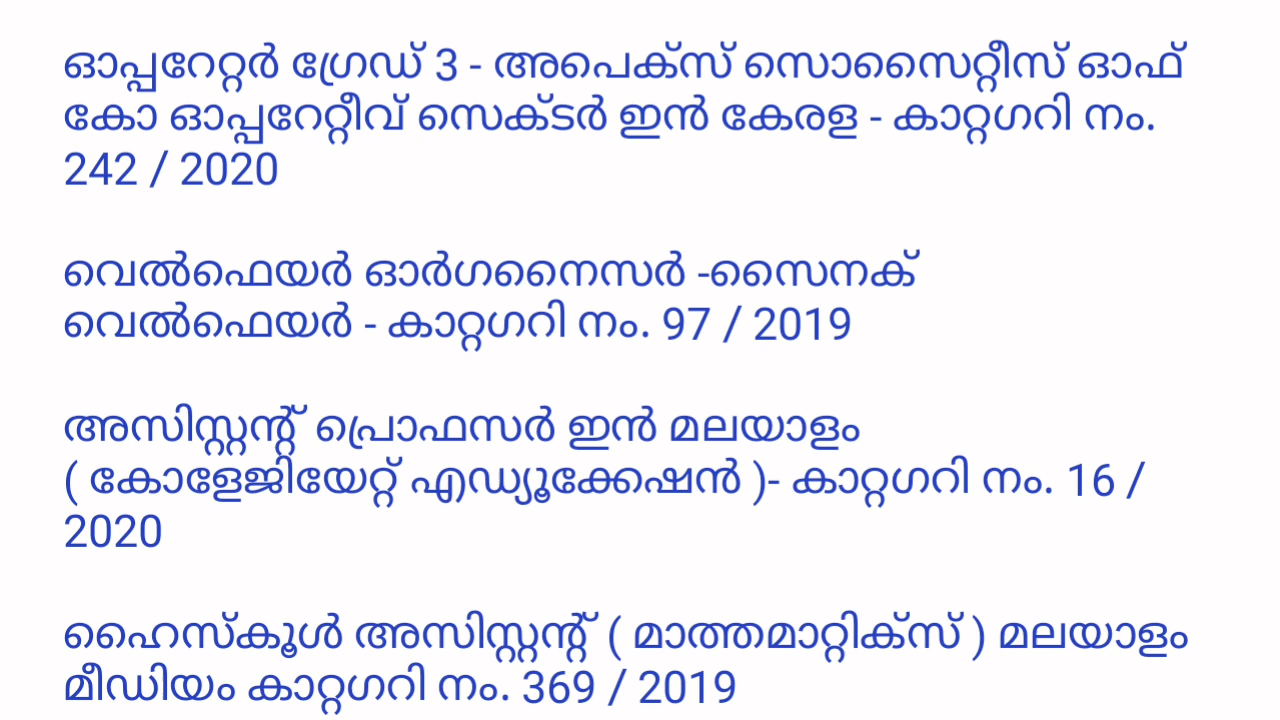 ഓപ്പറേറ്റർ ഗ്രേഡ് 3 - അപെക്സ് സൊസൈറ്റീസ് ഓഫ്
കോ ഓപ്പറേറ്റീവ് സെക്ടർ ഇൻ കേരള - കാറ്റഗറി നം.
242 / 2020
വെൽഫെയർ ഓർഗനൈസർ -സൈനക്
വെൽഫെയർ - കാറ്റഗറി നം. 97 / 2019
അസിസ്റ്റന്റ് പ്രൊഫസർ ഇൻ മലയാളം
( കോളേജിയേറ്റ് എഡ്യൂക്കേഷൻ )- കാറ്റഗറി നം. 16 /
2020
ഹൈസ്കൂൾ അസിസ്റ്റന്റ് ( മാത്തമാറ്റിക്സ് ) മലയാളം
മീഡിയം കാറ്റഗറി നം. 369 / 2019